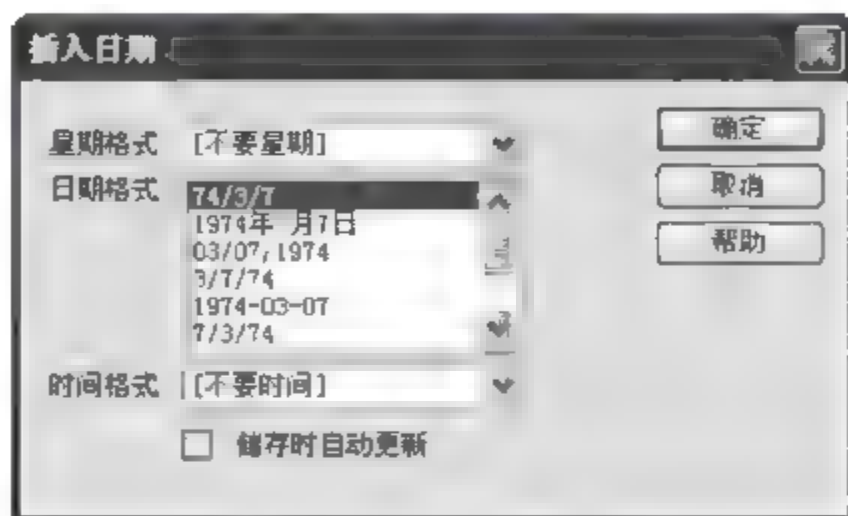 插入日期
星期格式 [不要星期] 确定
日期格式 74/3/7 取消
1974年 月7日
03/07,1974 帮助
3/7/74
1974-03-07
7/3/74
时间格式 [不要时间]
储存时自动更新